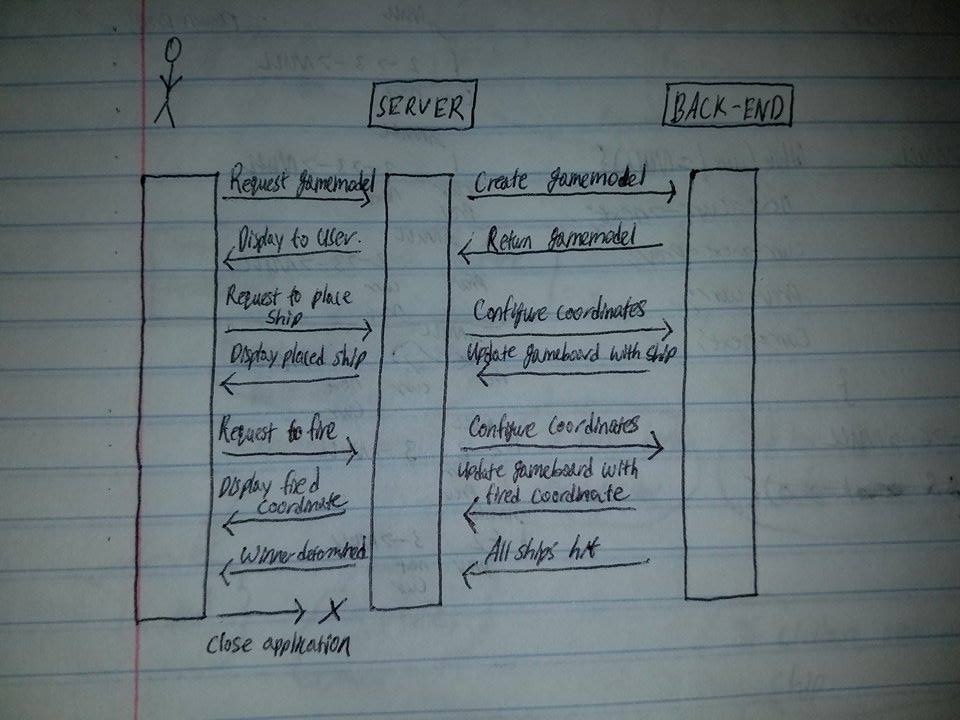 SERVER
BACK-END
Request gamemodel
Create gamemodel
Display to user.
Return gamemodel
Request to place
ship
Configure coordinates
Display placed ship
Update gameboard with ship
Request to fire
Configure coordinates
Display fired
coordinate
Update gameboard with
fired coordinate
Winner
All ships hit
Close application